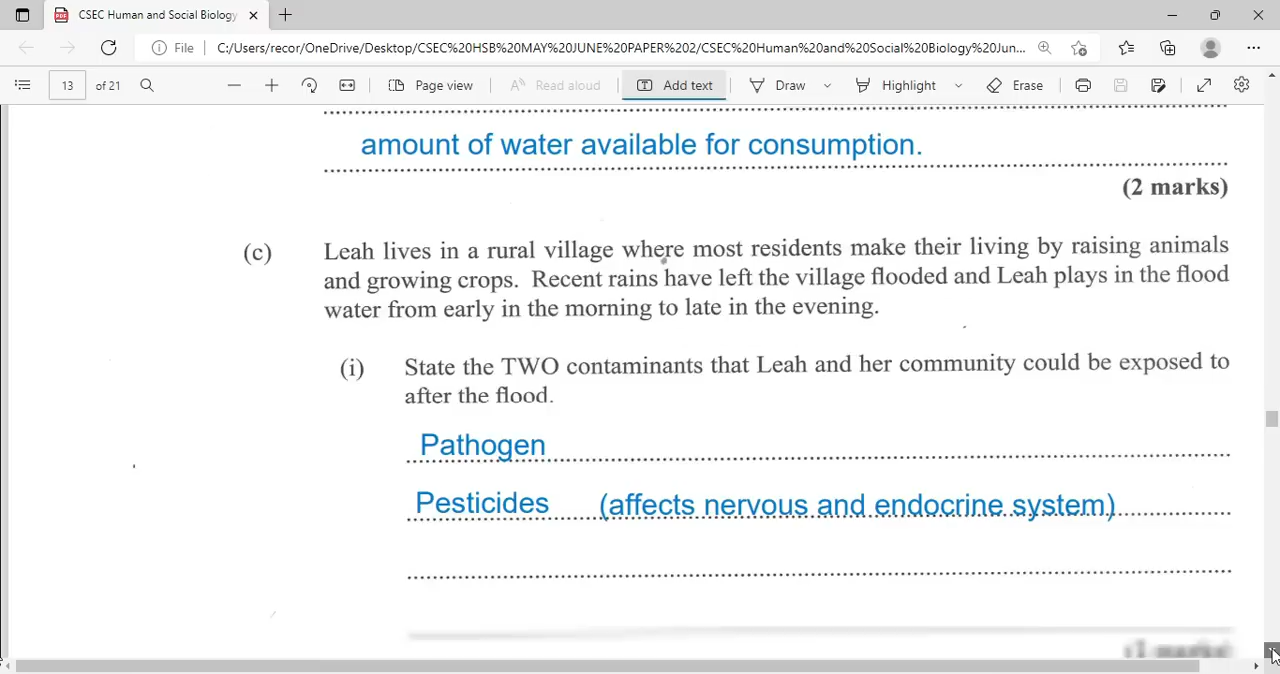 CSEC Human and Social Biology
File
C:/Users/recor/OneDrive/Desktop/CSEC%20HSB%20MAY%20JUNE%20PAPER%202/CSEC%20Human%20and%20Social%20Biology%20Jun...
13 of 21
Page view
Read aloud
Add text
Draw
Highlight
Erase
amount of water available for consumption.
(2 marks)
(c) Leah lives in a rural village where most residents make their living by raising animals
and growing crops. Recent rains have left the village flooded and Leah plays in the flood
water from early in the morning to late in the evening.
(i) State the TWO contaminants that Leah and her community could be exposed to
after the flood.
Pathogen
Pesticides (affects nervous and endocrine system)